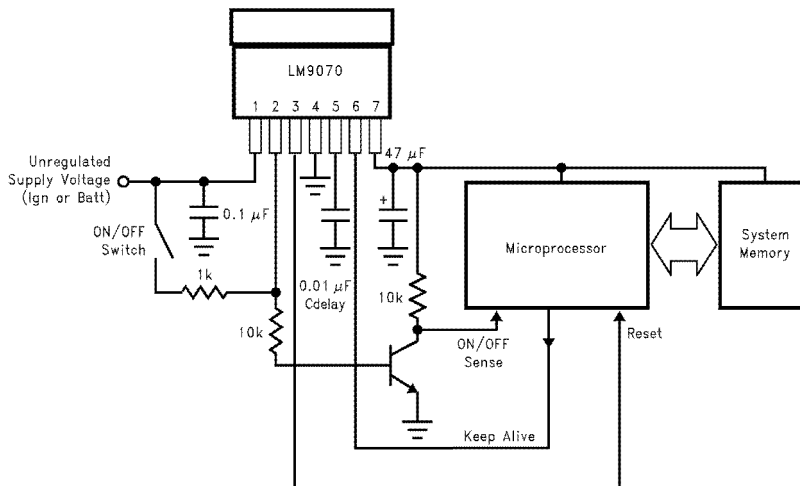 LM9070
1 2 3 4 5 6 7
47 μF
Unregulated
Supply Voltage
(Ign or Batt)
0.1 μF
ON/OFF
Switch
1k
0.01 μF
Cdelay
10k
10k
Microprocessor
System
Memory
ON/OFF
Sense
Reset
Keep Alive
+